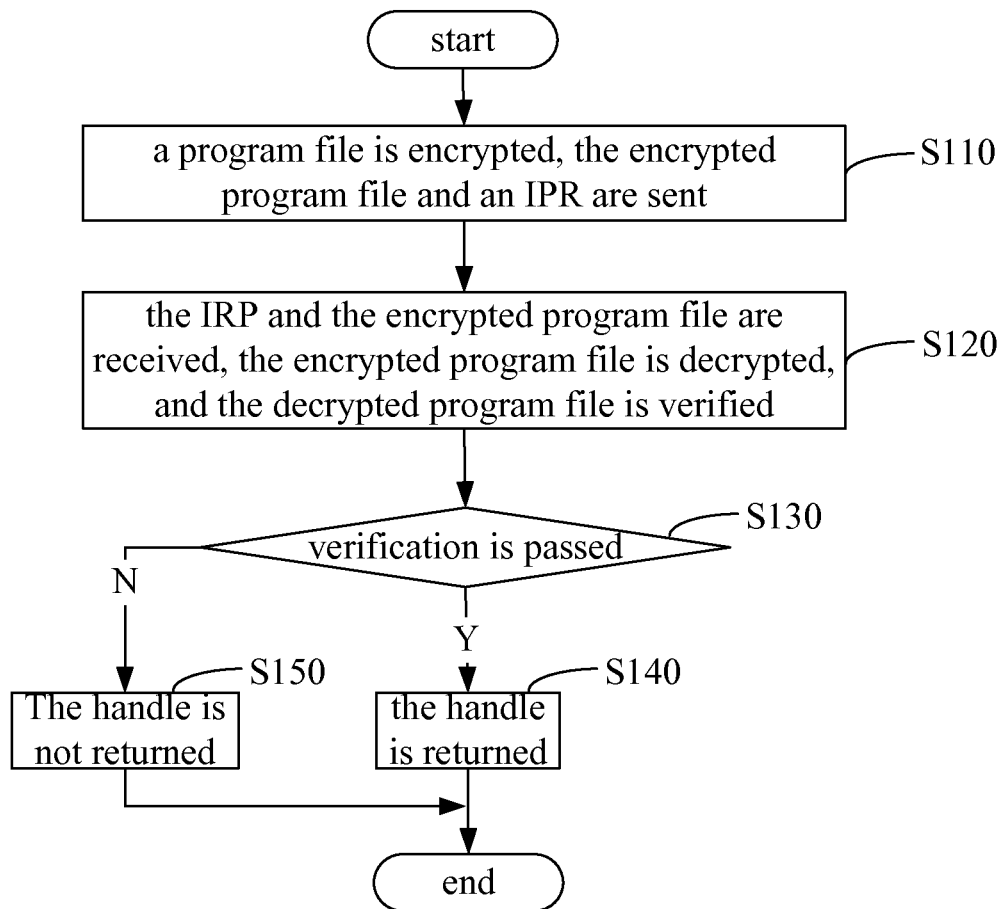 start
a program file is encrypted, the encrypted
program file and an IPR are sent
S110
the IRP and the encrypted program file are
received, the encrypted program file is decrypted,
and the decrypted program file is verified
S120
verification is passed
S130
N
Y
The handle is
not returned
S150
the handle
is returned
S140
end